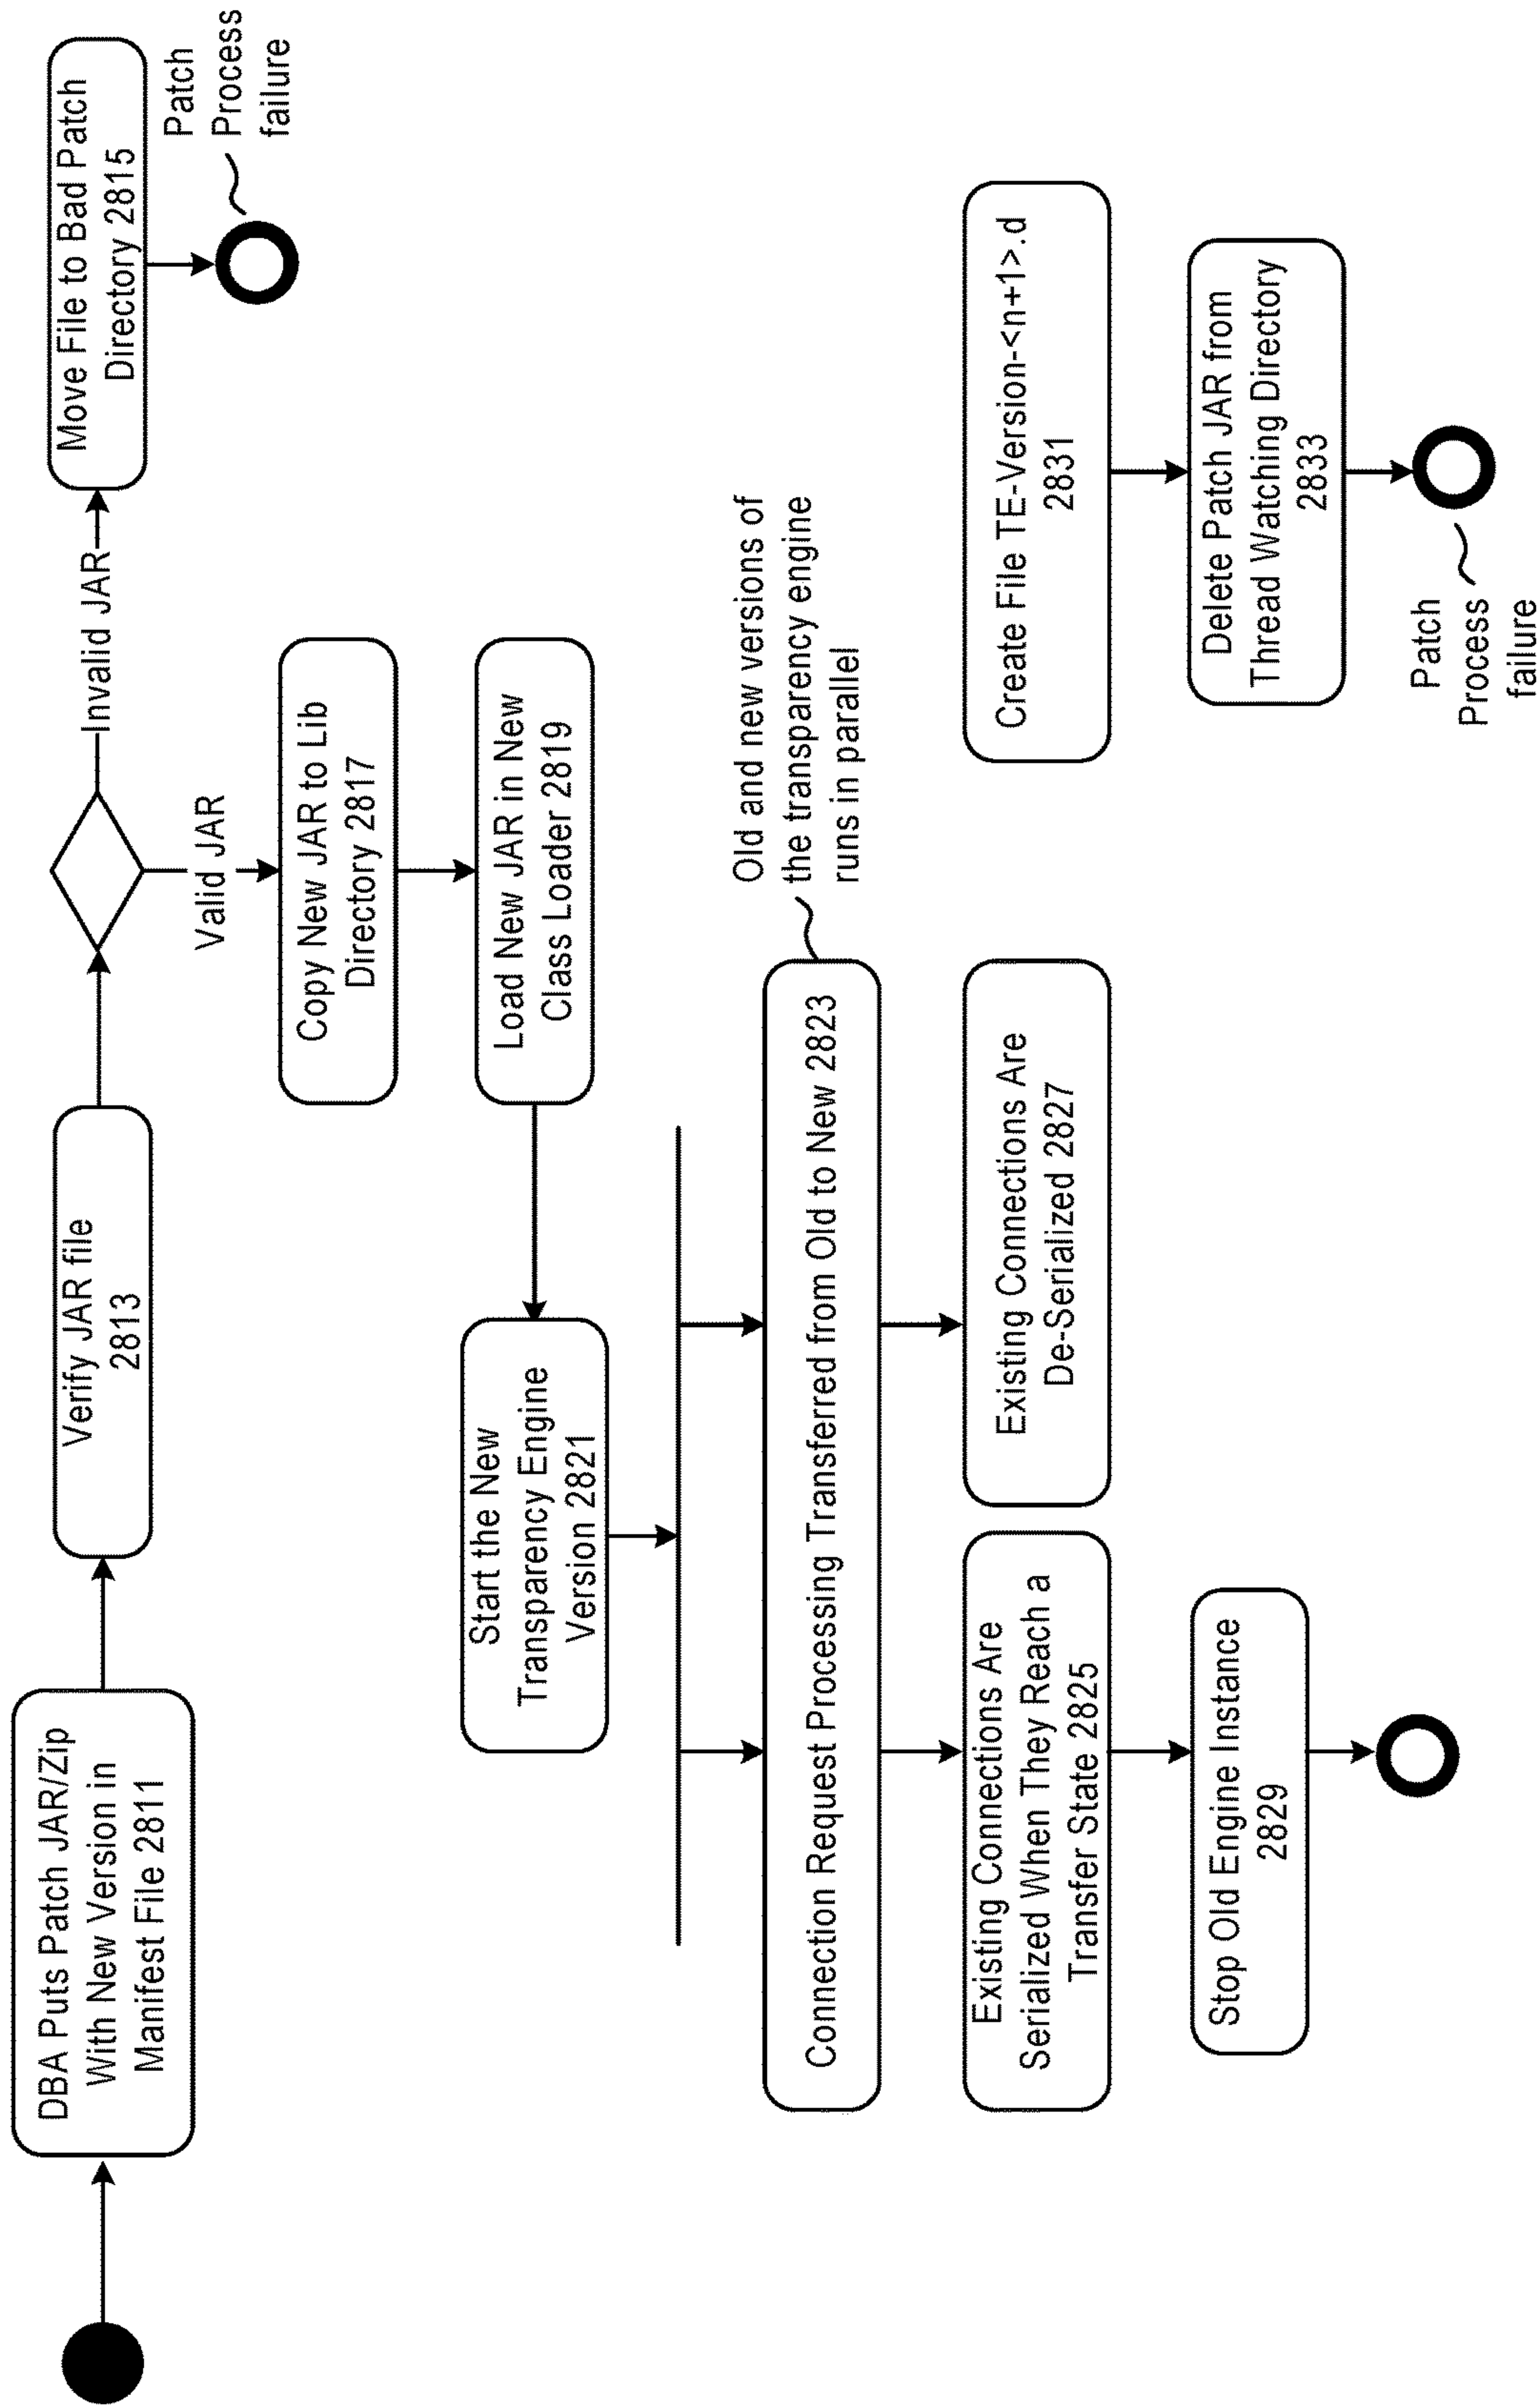 DBA Puts Patch JAR/Zip
With New Version in
Manifest File 2811
Verify JAR file
2813
Invalid JAR
Move File to Bad Patch
Directory 2815
Patch
Process
failure
Valid JAR
Copy New JAR to Lib
Directory 2817
Load New JAR in New
Class Loader 2819
Start the New
Transparency Engine
Version 2821
Old and new versions of
the transparency engine
runs in parallel
Connection Request Processing Transferred from Old to New 2823
Existing Connections Are
Serialized When They Reach a
Transfer State 2825
Existing Connections Are
De-Serialized 2827
Create File TE-Version-<n+1>.d
2831
Stop Old Engine Instance
2829
Delete Patch JAR from
Thread Watching Directory
2833
Patch
Process
failure